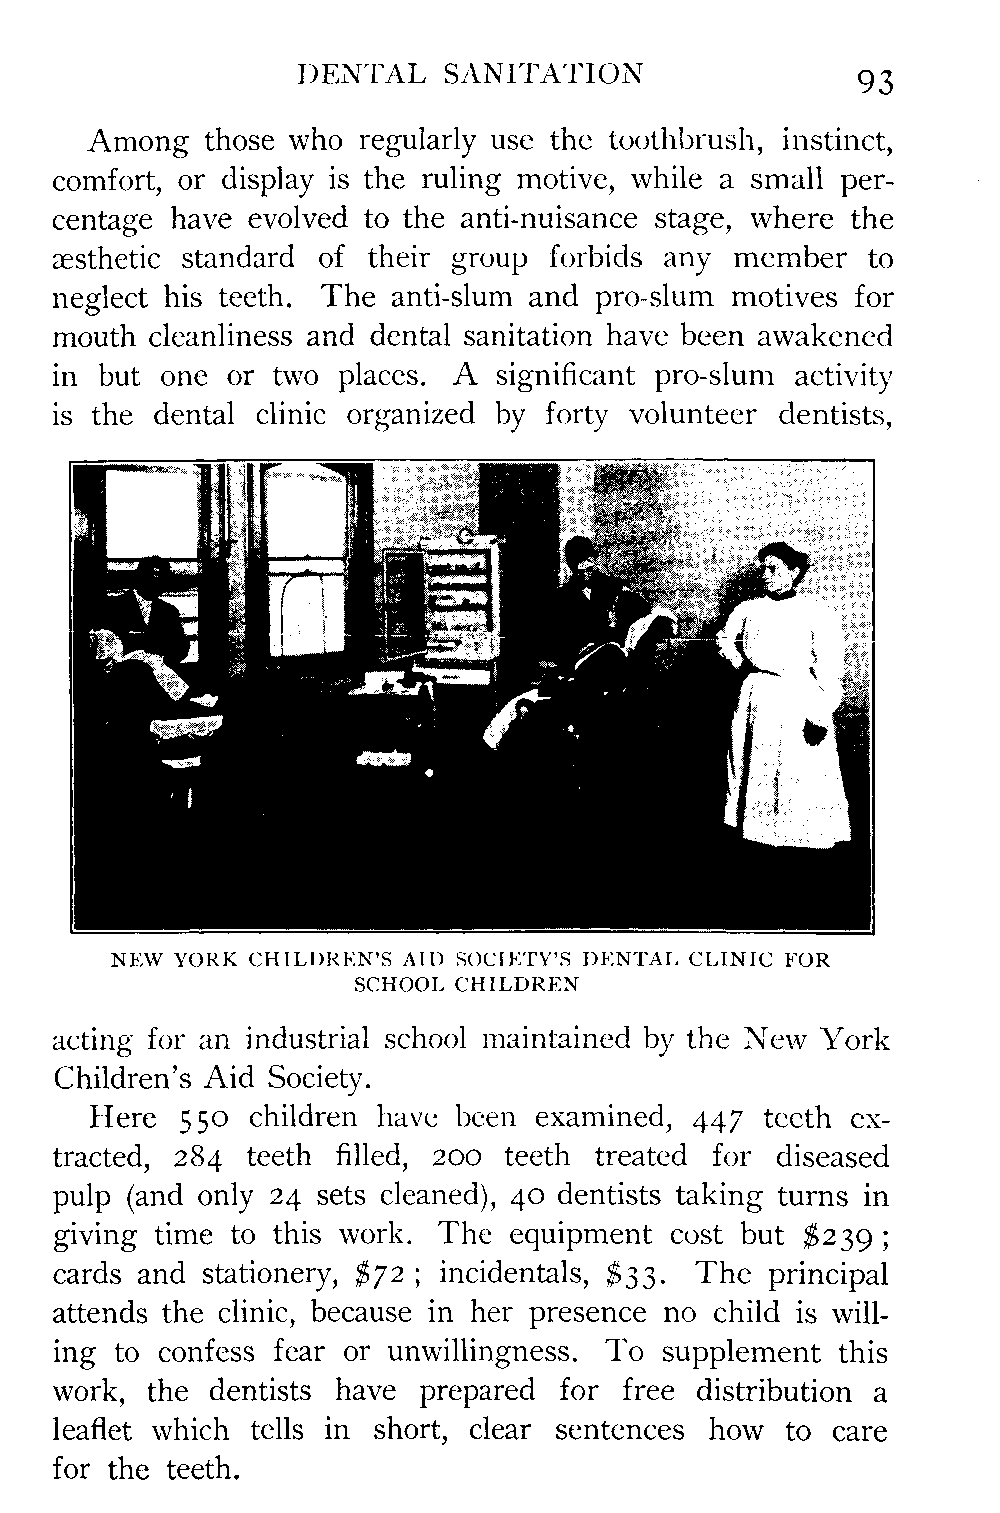 DENTAL SANITATION 93
Among those who regularly use the toothbrush, instinct,
comfort, or display is the ruling motive, while a small per-
centage have evolved to the anti-nuisance stage, where the
æsthetic standard of their group forbids any member to
neglect his teeth. The anti-slum and pro-slum motives for
mouth cleanliness and dental sanitation have been awakened
in but one or two places. A significant pro-slum activity
is the dental clinic organized by forty volunteer dentists,
NEW YORK CHILDREN'S AID SOCIETY'S DENTAL CLINIC FOR
SCHOOL CHILDREN
acting for an industrial school maintained by the New York
Children's Aid Society.
Here 550 children have been examined, 447 teeth ex-
tracted, 284 teeth filled, 200 teeth treated for diseased
pulp (and only 24 sets cleaned), 40 dentists taking turns in
giving time to this work. The equipment cost but $239;
cards and stationery, $72; incidentals, $33. The principal
attends the clinic, because in her presence no child is will-
ing to confess fear or unwillingness. To supplement this
work, the dentists have prepared for free distribution a
leaflet which tells in short, clear sentences how to care
for the teeth.